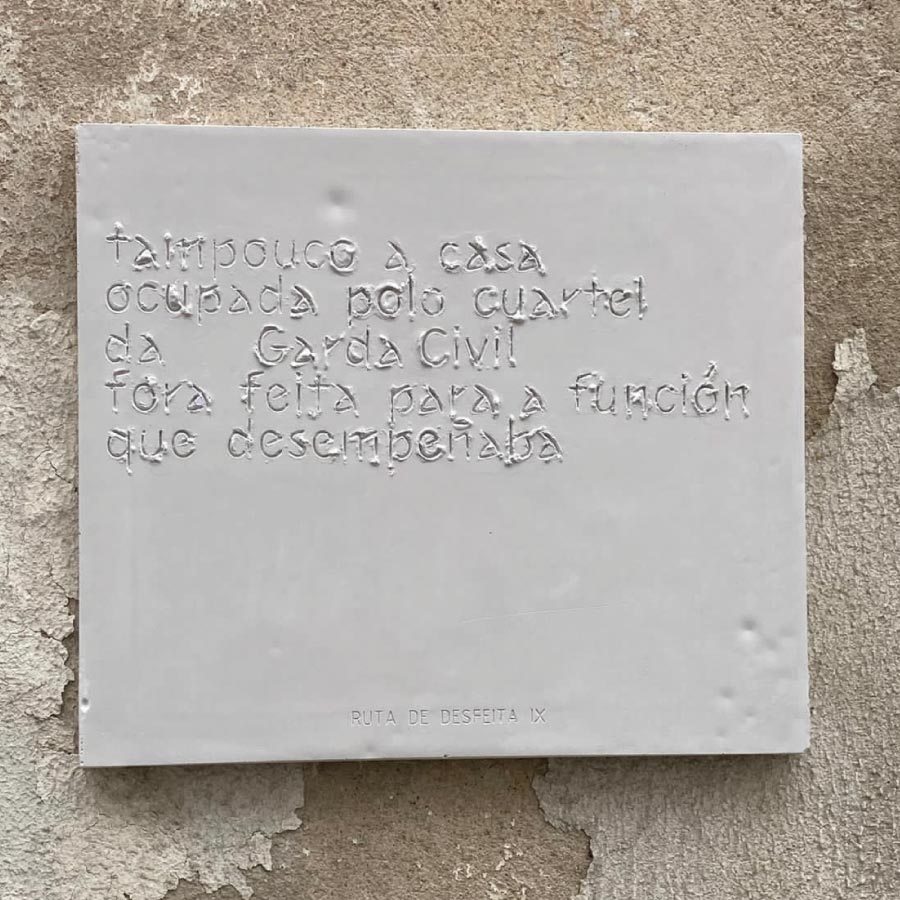 tampouco a casa
ocupada polo cuartel
da Garda Civil
fora feita para a función
que desempeñaba
RUTA DE DESFEITA IX